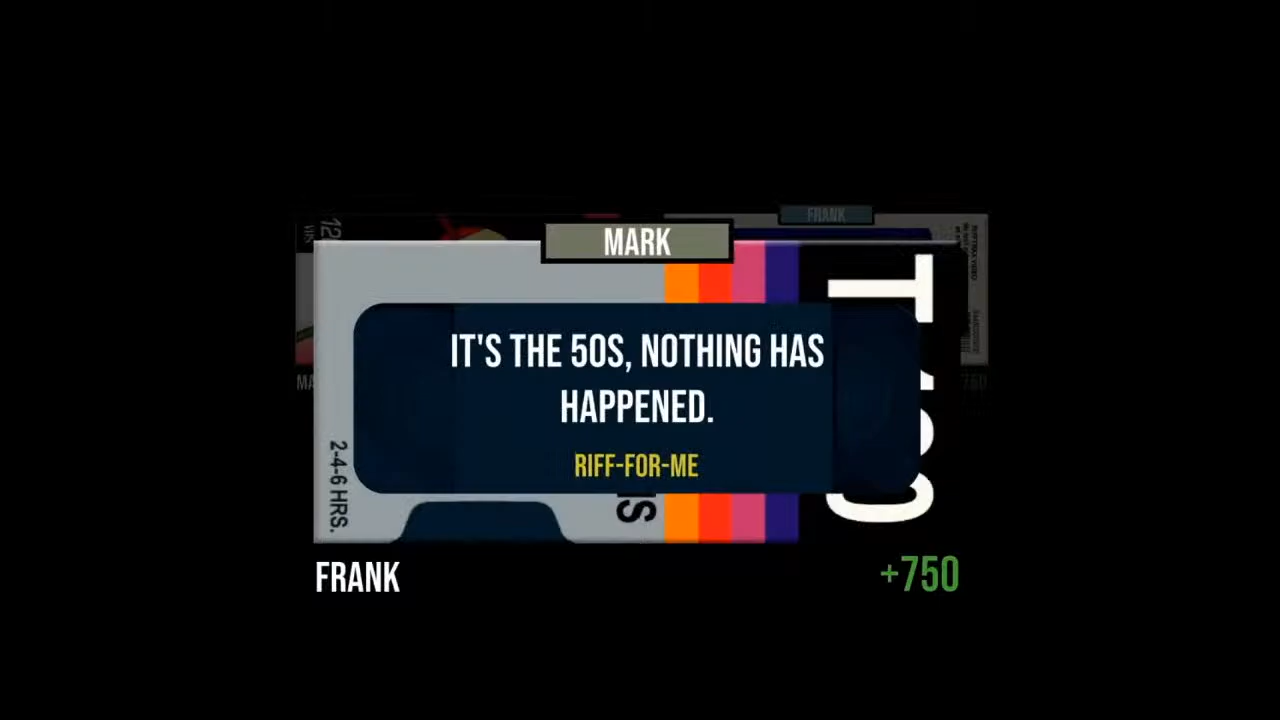 FRANK
MARK
IT'S THE 50S, NOTHING HAS
HAPPENED.
RIFF-FOR-ME
2-4-6 HRS.
FRANK
+750